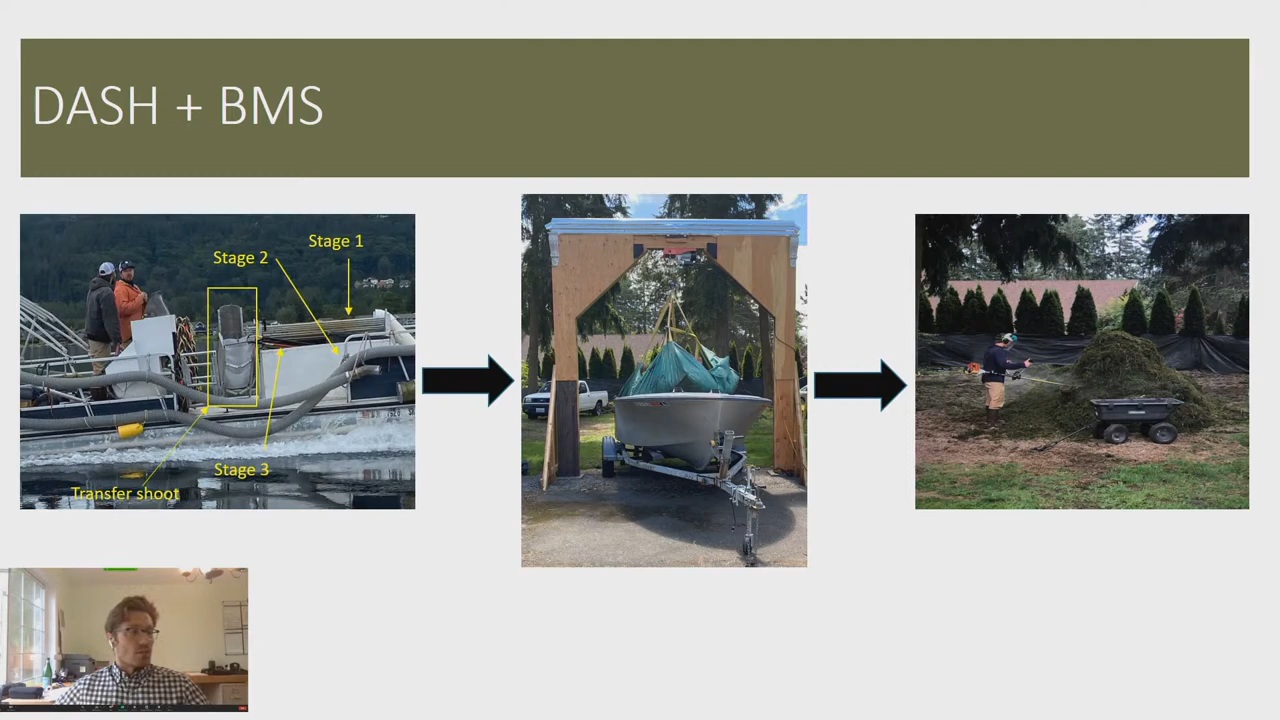 DASH + BMS
Stage 1
Stage 2
Stage 3
Transfer shoot